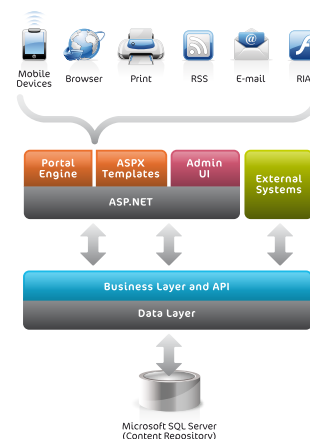 Mobile
Devices
Browser
Print
RSS
E-mail
RIA
Portal
Engine
ASPX
Templates
Admin
UI
External
Systems
ASP.NET
Business Layer and API
Data Layer
Microsoft SQL Server
(Content Repository)